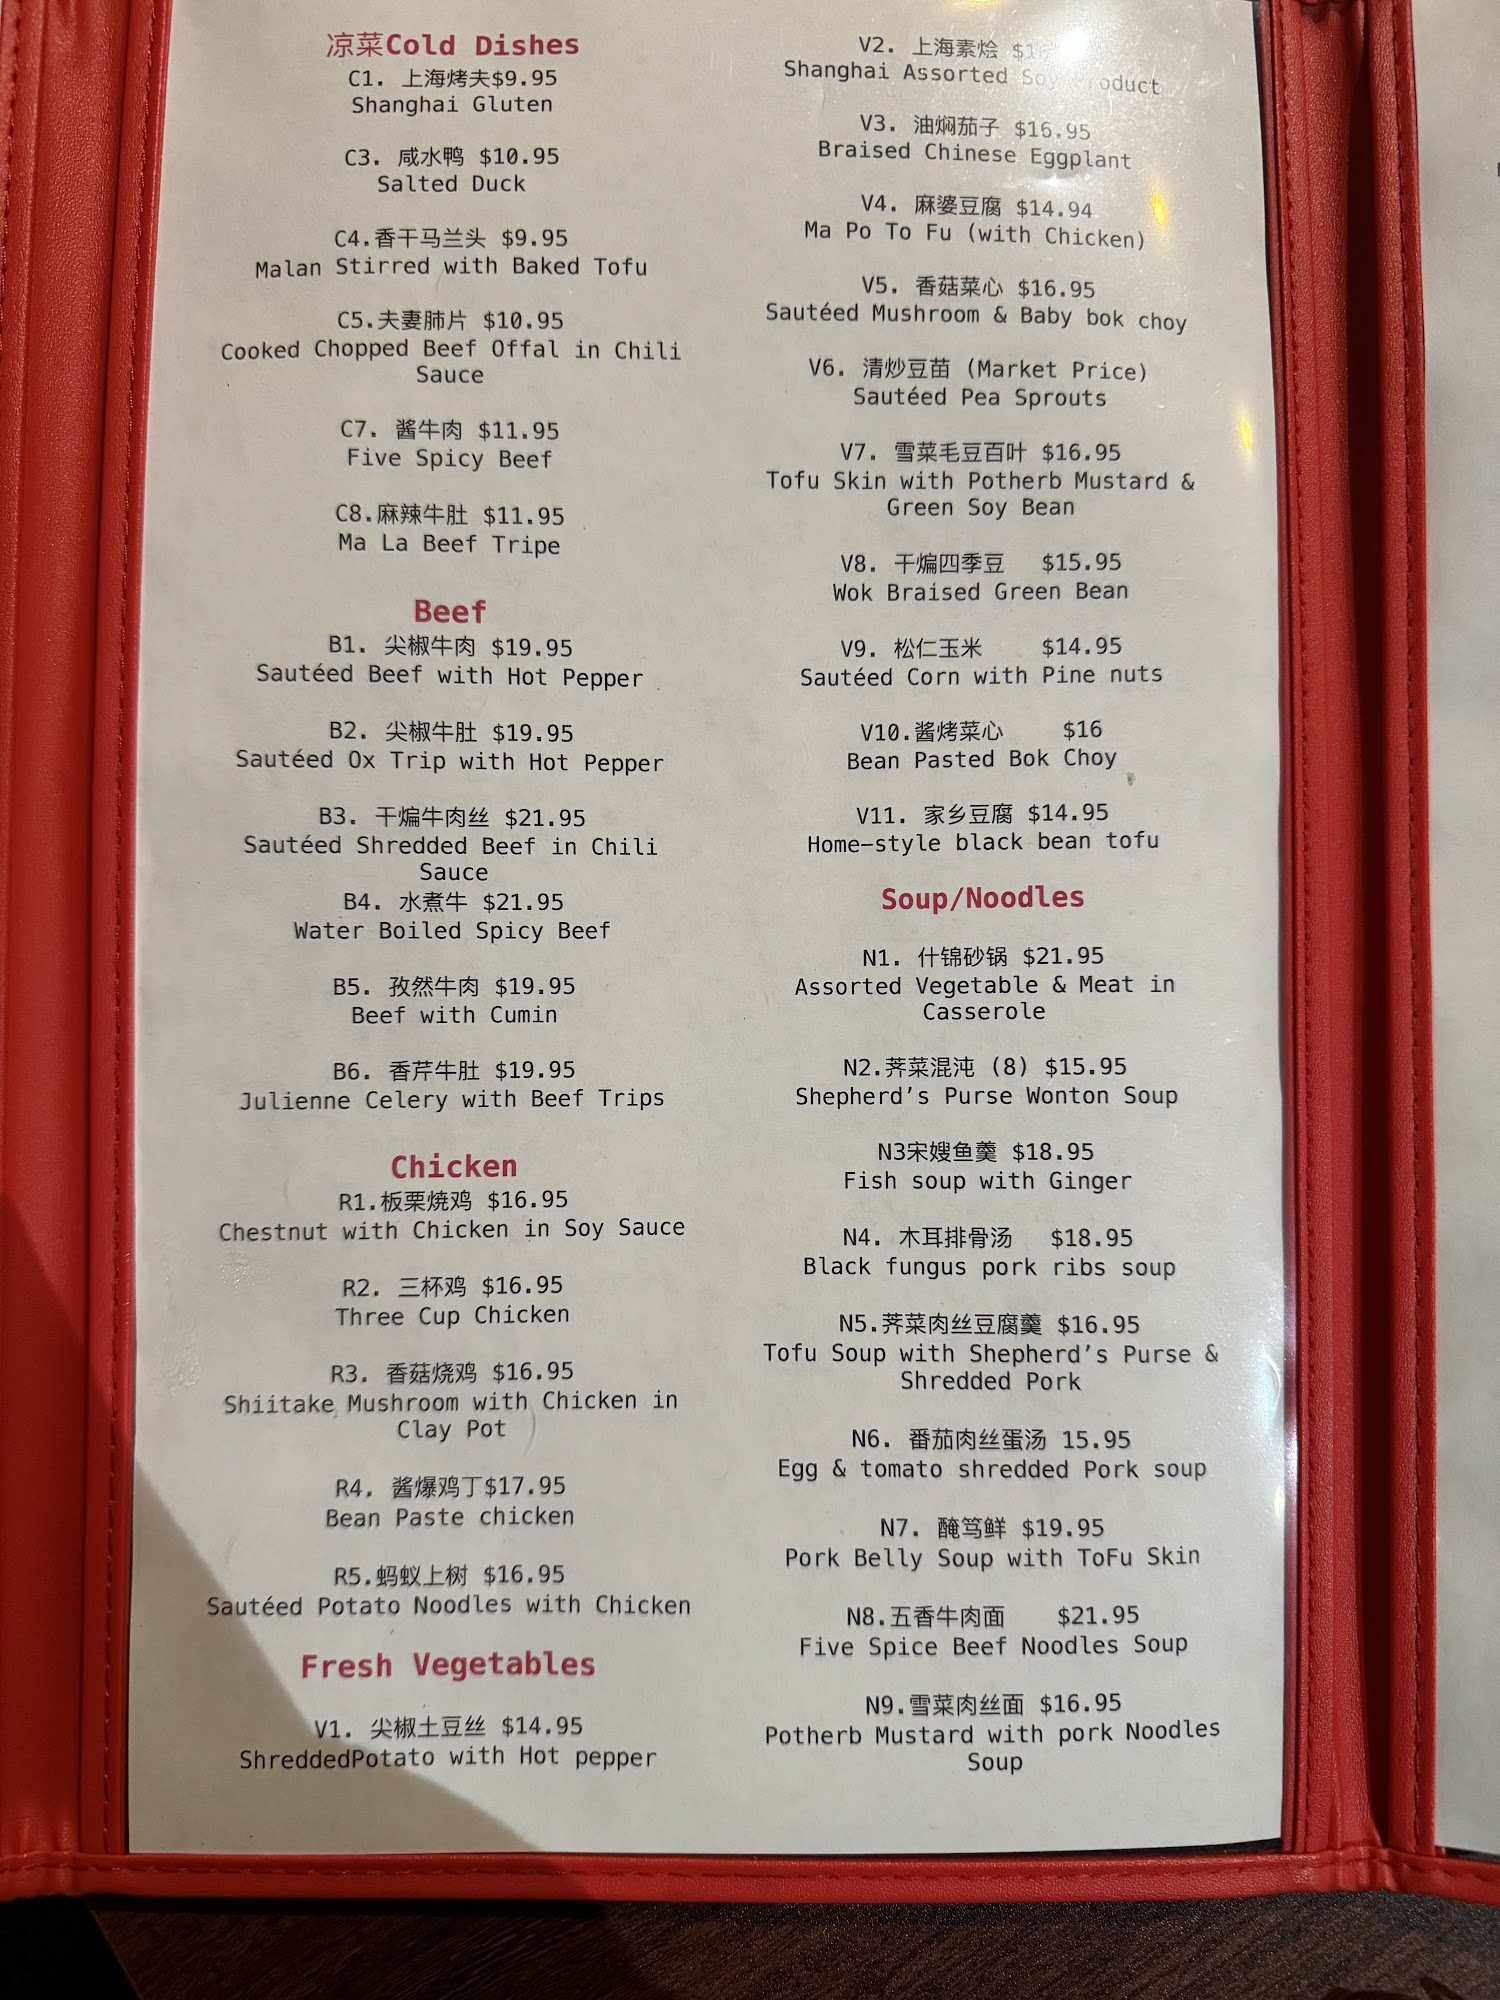 凉菜Cold Dishes
C1. 上海烤夫$9.95
Shanghai Gluten
C3. 咸水鸭 $10.95
Salted Duck
C4.香干马兰头 $9.95
Malan Stirred with Baked Tofu
C5.夫妻肺片 $10.95
Cooked Chopped Beef Offal in Chili
Sauce
C7. 酱牛肉 $11.95
Five Spicy Beef
C8.麻辣牛肚 $11.95
Ma La Beef Tripe
Beef
B1. 尖椒牛肉 $19.95
Sautéed Beef with Hot Pepper
B2. 尖椒牛肚 $19.95
Sautéed Ox Trip with Hot Pepper
B3. 干煸牛肉丝 $21.95
Sautéed Shredded Beef in Chili
Sauce
B4. 水煮牛 $21.95
Water Boiled Spicy Beef
B5. 孜然牛肉 $19.95
Beef with Cumin
B6. 香芹牛肚 $19.95
Julienne Celery with Beef Trips
Chicken
R1.板栗烧鸡 $16.95
Chestnut with Chicken in Soy Sauce
R2. 三杯鸡 $16.95
Three Cup Chicken
R3. 香菇烧鸡 $16.95
Shiitake Mushroom with Chicken in
Clay Pot
R4. 酱爆鸡丁$17.95
Bean Paste chicken
R5.蚂蚁上树 $16.95
Sautéed Potato Noodles with Chicken
Fresh Vegetables
V1. 尖椒土豆丝 $14.95
ShreddedPotato with Hot pepper
V2. 上海素烩
Shanghai Assorted
V3. 油焖茄子 $16.95
Braised Chinese Eggplant
V4. 麻婆豆腐 $14.94
Ma Po To Fu (with Chicken)
V5. 香菇菜心 $16.95
Sautéed Mushroom & Baby bok choy
V6. 清炒豆苗 (Market Price)
Sautéed Pea Sprouts
V7. 雪菜毛豆百叶 $16.95
Tofu Skin with Potherb Mustard &
Green Soy Bean
V8. 干煸四季豆 $15.95
Wok Braised Green Bean
V9. 松仁玉米 $14.95
Sautéed Corn with Pine nuts
V10.酱烤菜心 $16
Bean Pasted Bok Choy
V11. 家乡豆腐 $14.95
Home-style black bean tofu
Soup/Noodles
N1. 什锦砂锅 $21.95
Assorted Vegetable & Meat in
Casserole
N2.荠菜混沌 (8) $15.95
Shepherd's Purse Wonton Soup
N3宋嫂鱼羹 $18.95
Fish soup with Ginger
N4. 木耳排骨汤 $18.95
Black fungus pork ribs soup
N5.荠菜肉丝豆腐羹 $16.95
Tofu Soup with Shepherd's Purse &
Shredded Pork
N6. 番茄肉丝蛋汤 15.95
Egg & tomato shredded Pork soup
N7. 醃笃鲜 $19.95
Pork Belly Soup with ToFu Skin
N8.五香牛肉面 $21.95
Five Spice Beef Noodles Soup
N9.雪菜肉丝面 $16.95
Potherb Mustard with pork Noodles
Soup